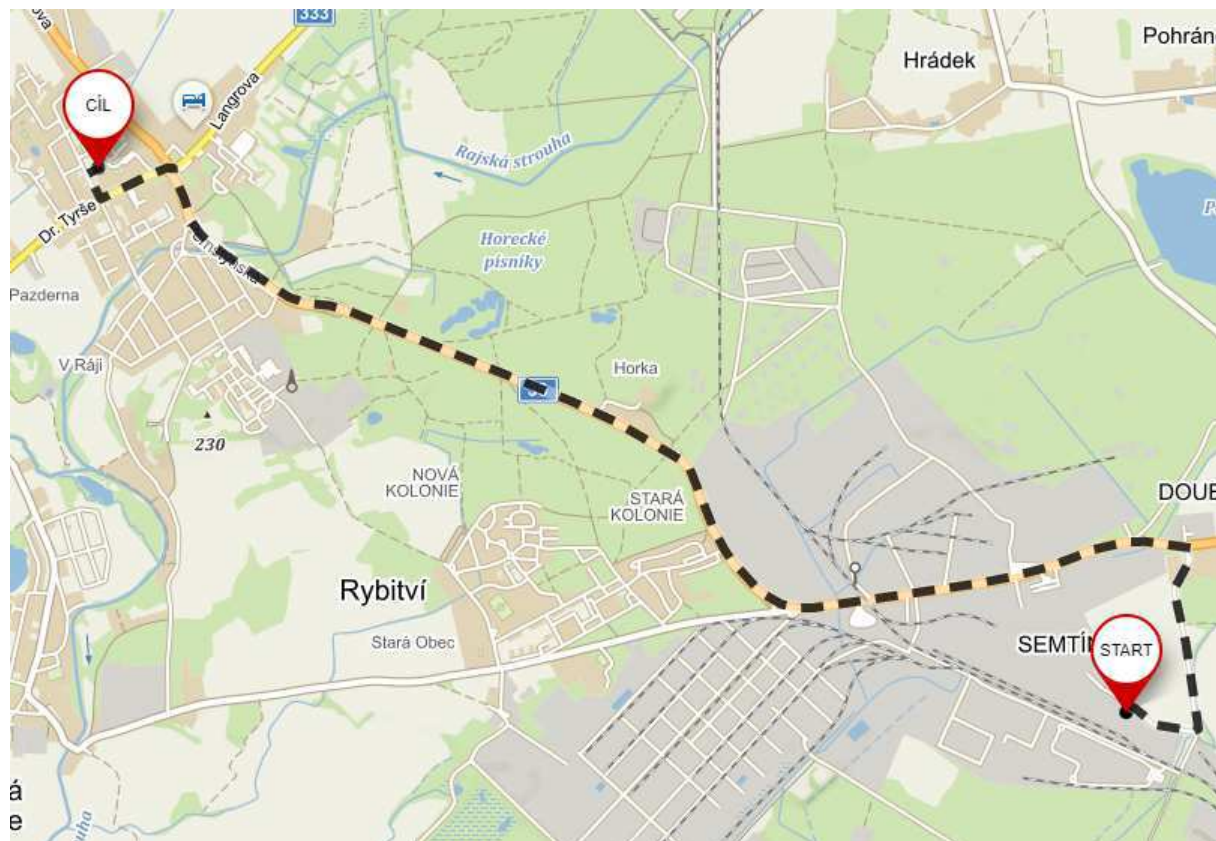 333
Pohrán
Hrádek
CÍL
Langrova
Rajská strouha
Dr. Tyrše
Horecké
písníky
Pazderna
V Ráji
Horka
230
NOVÁ
KOLONIE
STARÁ
KOLONIE
DOUB
Rybitví
Stará Obec
SEMTÍN
START
á
e